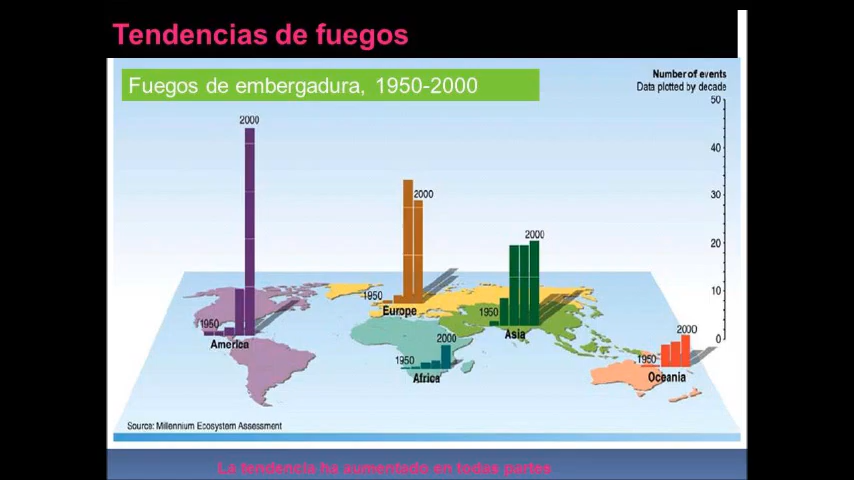 Tendencias de fuegos
Fuegos de embergadura, 1950-2000
Number of events
Data plotted by decade
50
40
30
20
10
0
2000
1950
America
2000
1950
Europe
2000
1950
Asia
2000
1950
Africa
2000
1950
Oceania
Source: Millennium Ecosystem Assessment
La tendencia ha aumentado en todas partes